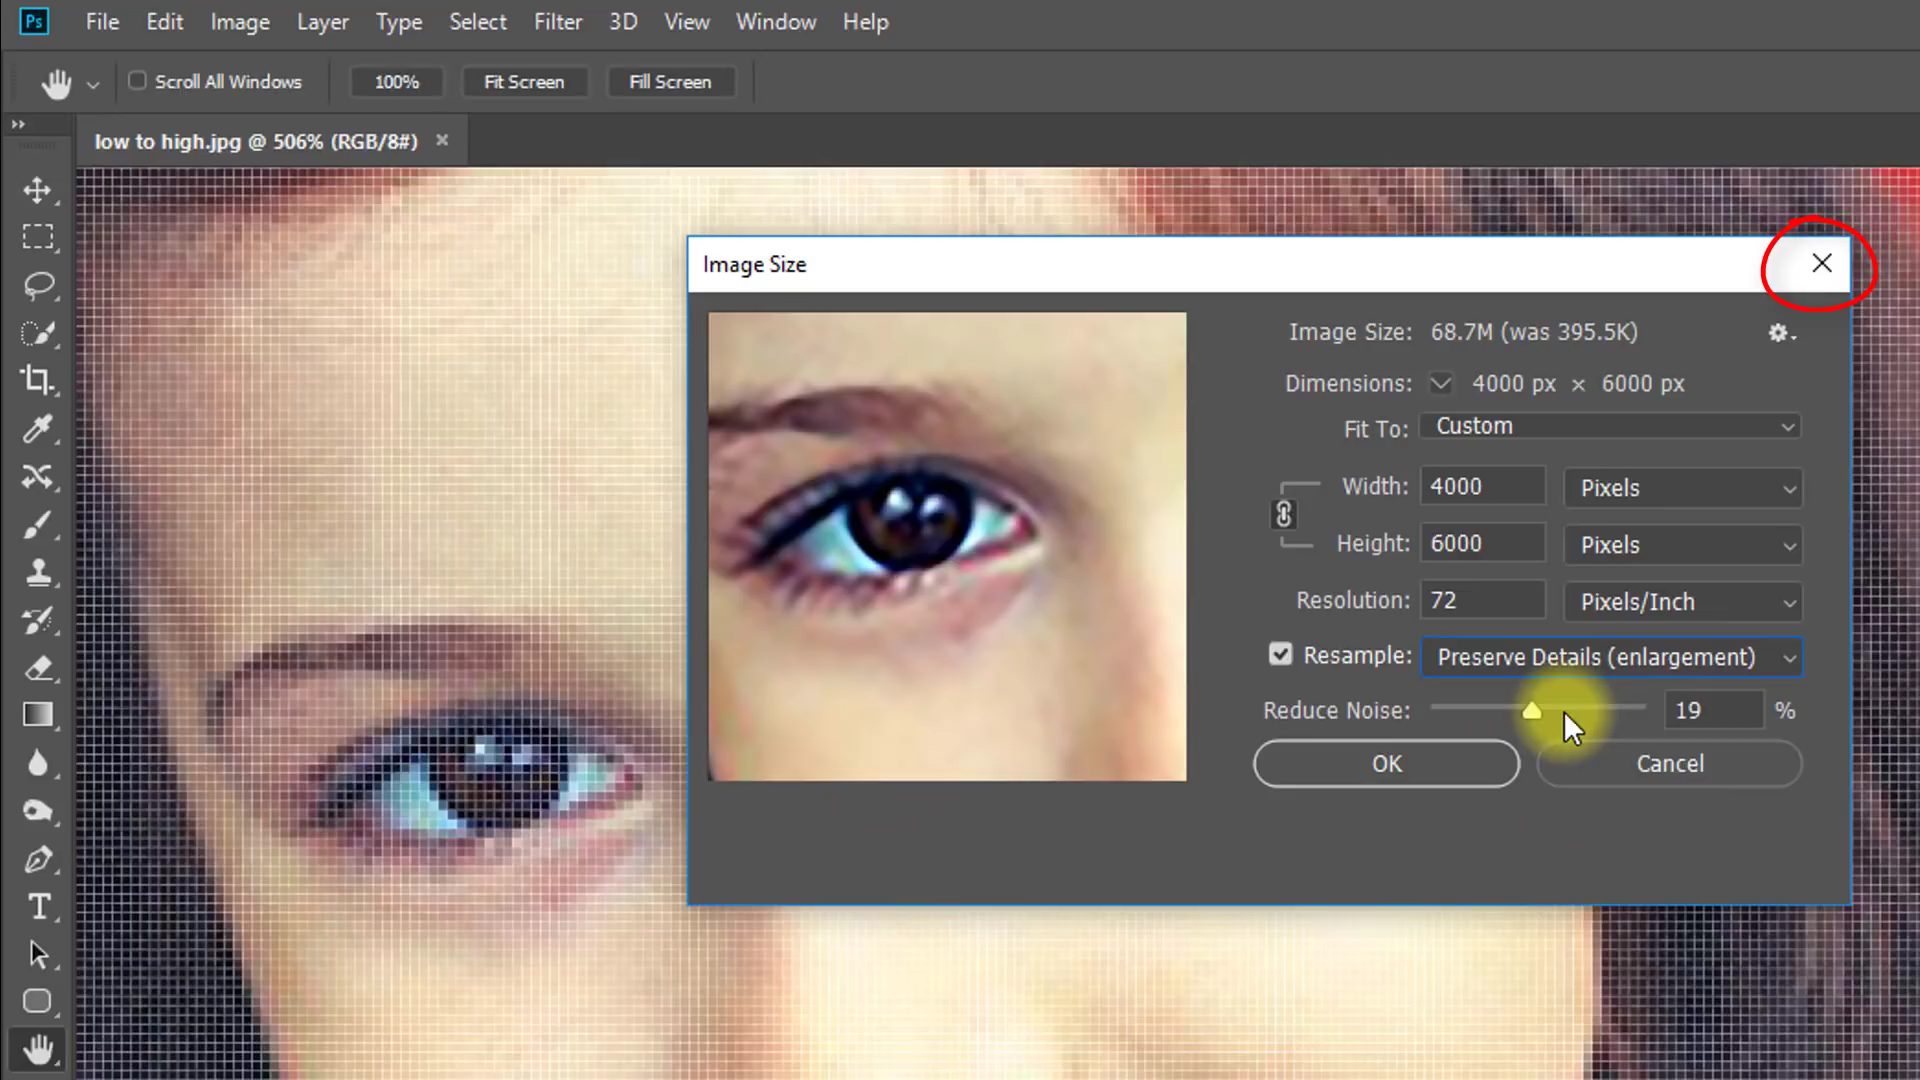 Ps File Edit Image Layer Type Select Filter 3D View Window Help
Scroll All Windows 100% Fit Screen Fill Screen
low to high.jpg @ 506% (RGB/8#)
Image Size
Image Size: 68.7M (was 395.5K)
Dimensions: 4000 px × 6000 px
Fit To: Custom
Width: 4000 Pixels
Height: 6000 Pixels
Resolution: 72 Pixels/Inch
Resample: Preserve Details (enlargement)
Reduce Noise: 19 %
OK Cancel